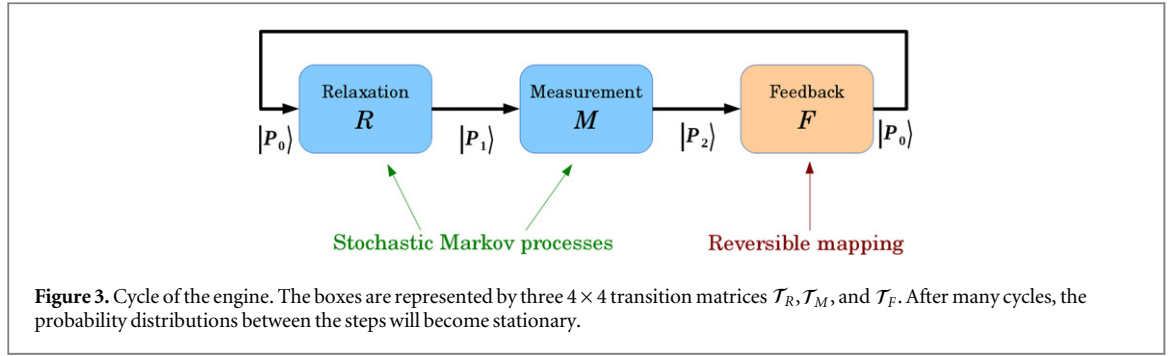 Relaxation
R
Measurement
M
Feedback
F
|P₀⟩
|P₁⟩
|P₂⟩
|P₀⟩
Stochastic Markov processes
Reversible mapping
Figure 3. Cycle of the engine. The boxes are represented by three 4 × 4 transition matrices 𝒯_R, 𝒯_M, and 𝒯_F. After many cycles, the
probability distributions between the steps will become stationary.